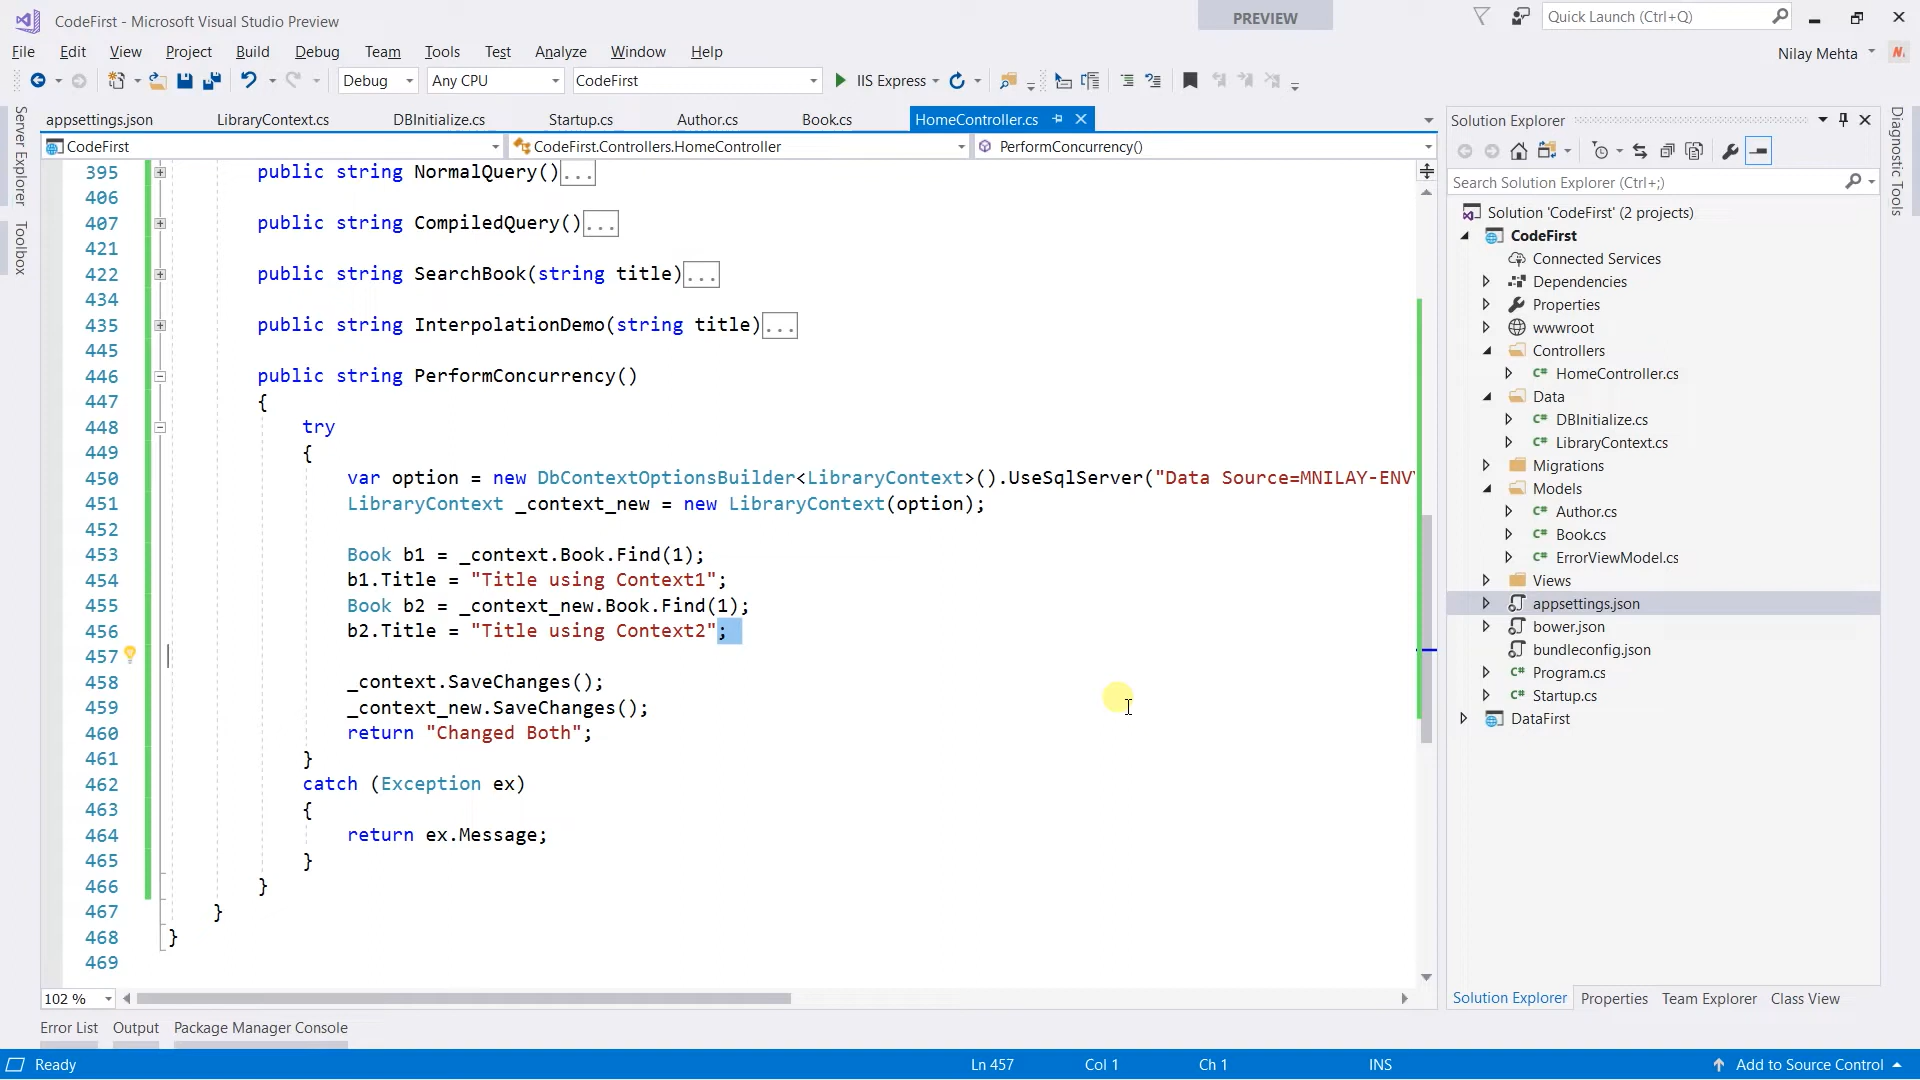 CodeFirst - Microsoft Visual Studio Preview
PREVIEW
Quick Launch (Ctrl+Q)
File Edit View Project Build Debug Team Tools Test Analyze Window Help
Nilay Mehta
Debug Any CPU CodeFirst IIS Express
Server Explorer
Toolbox
appsettings.json LibraryContext.cs DBInitialize.cs Startup.cs Author.cs Book.cs HomeController.cs
CodeFirst CodeFirst.Controllers.HomeController PerformConcurrency()
395 public string NormalQuery()...
406
407 public string CompiledQuery()...
421
422 public string SearchBook(string title)...
434
435 public string InterpolationDemo(string title)...
445
446 public string PerformConcurrency()
447 {
448 try
449 {
450 var option = new DbContextOptionsBuilder<LibraryContext>().UseSqlServer("Data Source=MNILAY-ENV
451 LibraryContext _context_new = new LibraryContext(option);
452
453 Book b1 = _context.Book.Find(1);
454 b1.Title = "Title using Context1";
455 Book b2 = _context_new.Book.Find(1);
456 b2.Title = "Title using Context2";
457
458 _context.SaveChanges();
459 _context_new.SaveChanges();
460 return "Changed Both";
461 }
462 catch (Exception ex)
463 {
464 return ex.Message;
465 }
466 }
467 }
468 }
469
102 %
Error List Output Package Manager Console
Ready Ln 457 Col 1 Ch 1 INS Add to Source Control
Solution Explorer
Search Solution Explorer (Ctrl+;)
Solution 'CodeFirst' (2 projects)
CodeFirst
Connected Services
Dependencies
Properties
wwwroot
Controllers
C# HomeController.cs
Data
C# DBInitialize.cs
C# LibraryContext.cs
Migrations
Models
C# Author.cs
C# Book.cs
C# ErrorViewModel.cs
Views
appsettings.json
bower.json
bundleconfig.json
C# Program.cs
C# Startup.cs
DataFirst
Solution Explorer Properties Team Explorer Class View
Diagnostic Tools